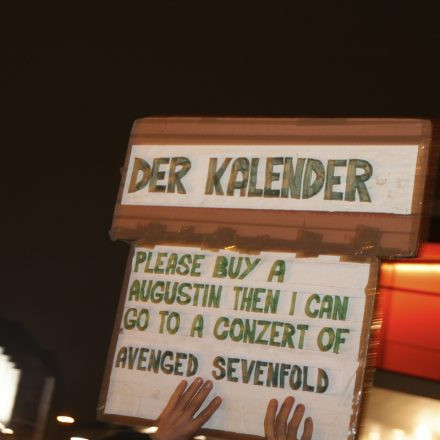 DER KALENDER
PLEASE BUY A
AUGUSTIN THEN I CAN
GO TO A CONZERT OF
AVENGED SEVENFOLD